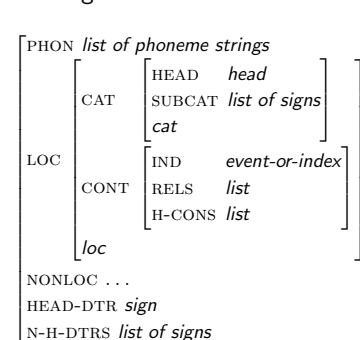 PHON list of phoneme strings
HEAD head
CAT SUBCAT list of signs
cat
LOC IND event-or-index
CONT RELS list
H-CONS list
loc
NONLOC ...
HEAD-DTR sign
N-H-DTRS list of signs